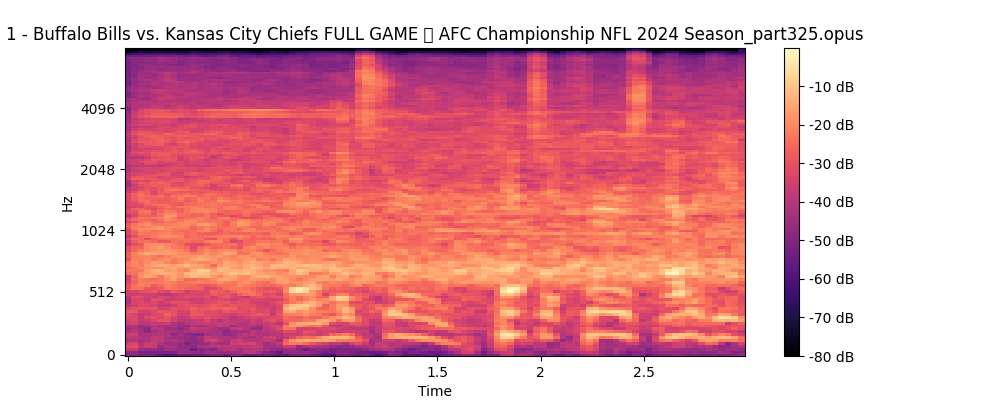 1 - Buffalo Bills vs. Kansas City Chiefs FULL GAME ▯ AFC Championship NFL 2024 Season_part325.opus
4096
2048
1024
512
0
Hz
0 0.5 1 1.5 2 2.5
Time
-10 dB
-20 dB
-30 dB
-40 dB
-50 dB
-60 dB
-70 dB
-80 dB